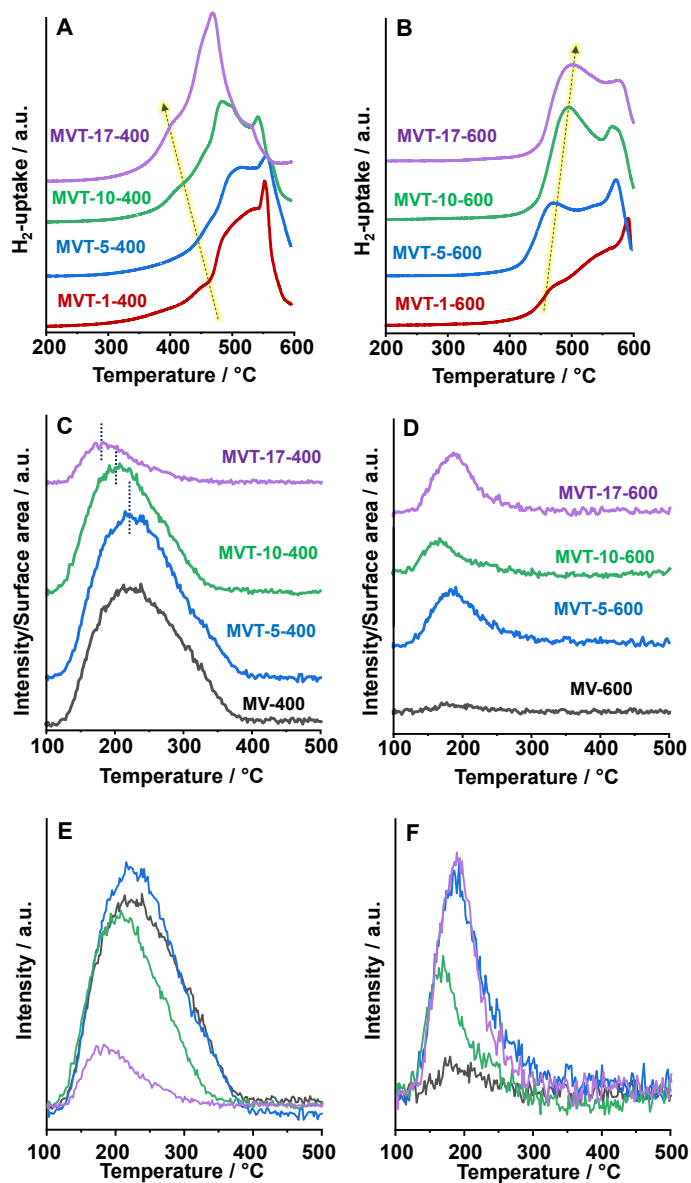 A
H₂-uptake / a.u.
MVT-17-400
MVT-10-400
MVT-5-400
MVT-1-400
200 300 400 500 600
Temperature / °C
B
H₂-uptake / a.u.
MVT-17-600
MVT-10-600
MVT-5-600
MVT-1-600
200 300 400 500 600
Temperature / °C
C
Intensity/Surface area / a.u.
MVT-17-400
MVT-10-400
MVT-5-400
MV-400
100 200 300 400 500
Temperature / °C
D
Intensity/Surface area / a.u.
MVT-17-600
MVT-10-600
MVT-5-600
MV-600
100 200 300 400 500
Temperature / °C
E
Intensity / a.u.
100 200 300 400 500
Temperature / °C
F
Intensity / a.u.
100 200 300 400 500
Temperature / °C